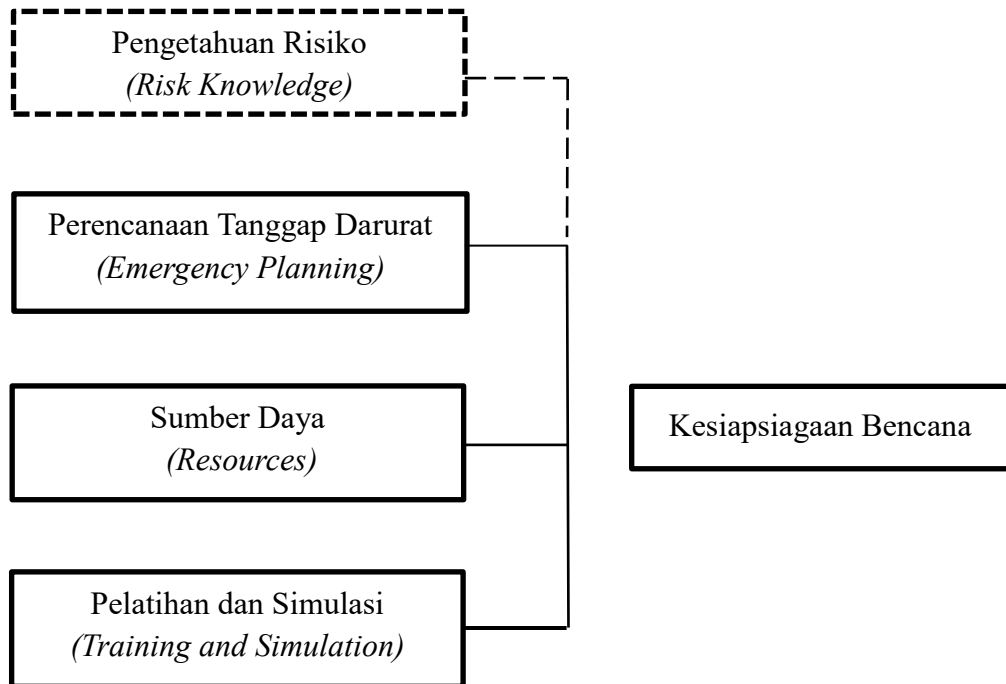 Pengetahuan Risiko
(Risk Knowledge)
Perencanaan Tanggap Darurat
(Emergency Planning)
Sumber Daya
(Resources)
Kesiapsiagaan Bencana
Pelatihan dan Simulasi
(Training and Simulation)